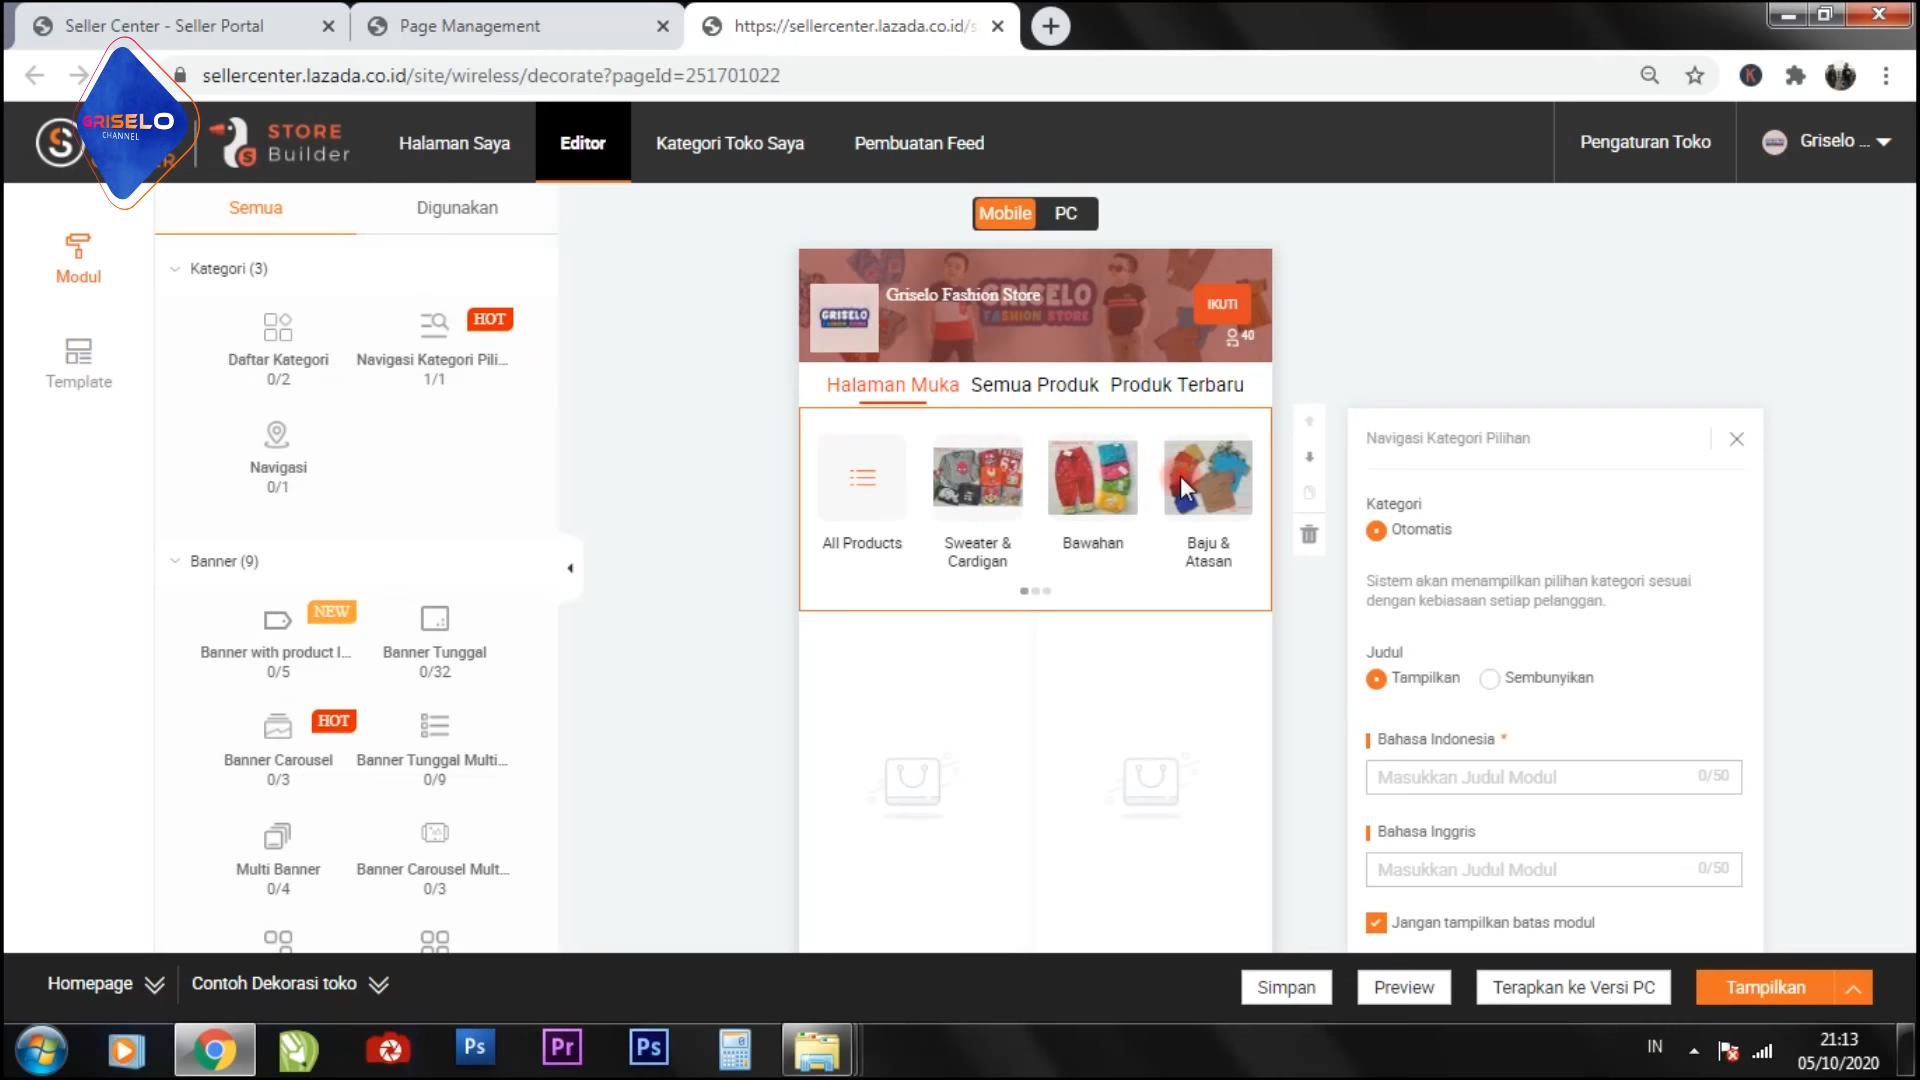 Seller Center - Seller Portal
Page Management
https://sellercenter.lazada.co.id/s
sellercenter.lazada.co.id/site/wireless/decorate?pageId=251701022
K
GRISELO
CHANNEL
S
STORE
Builder
Halaman Saya
Editor
Kategori Toko Saya
Pembuatan Feed
Pengaturan Toko
Griselo ...
Modul
Template
Semua
Digunakan
Kategori (3)
Daftar Kategori
0/2
HOT
Navigasi Kategori Pili...
1/1
Navigasi
0/1
Banner (9)
NEW
Banner with product l...
0/5
Banner Tunggal
0/32
HOT
Banner Carousel
0/3
Banner Tunggal Multi...
0/9
Multi Banner
0/4
Banner Carousel Mult...
0/3
Mobile
PC
Griselo Fashion Store
GRISELO
FASHION STORE
GRISELO
FASHION STORE
IKUTI
40
Halaman Muka
Semua Produk
Produk Terbaru
All Products
Sweater &
Cardigan
Bawahan
Baju &
Atasan
Navigasi Kategori Pilihan
Kategori
Otomatis
Sistem akan menampilkan pilihan kategori sesuai
dengan kebiasaan setiap pelanggan.
Judul
Tampilkan
Sembunyikan
Bahasa Indonesia *
Masukkan Judul Modul
0/50
Bahasa Inggris
Masukkan Judul Modul
0/50
Jangan tampilkan batas modul
Homepage
Contoh Dekorasi toko
Simpan
Preview
Terapkan ke Versi PC
Tampilkan
Ps
Pr
Ps
IN
21:13
05/10/2020